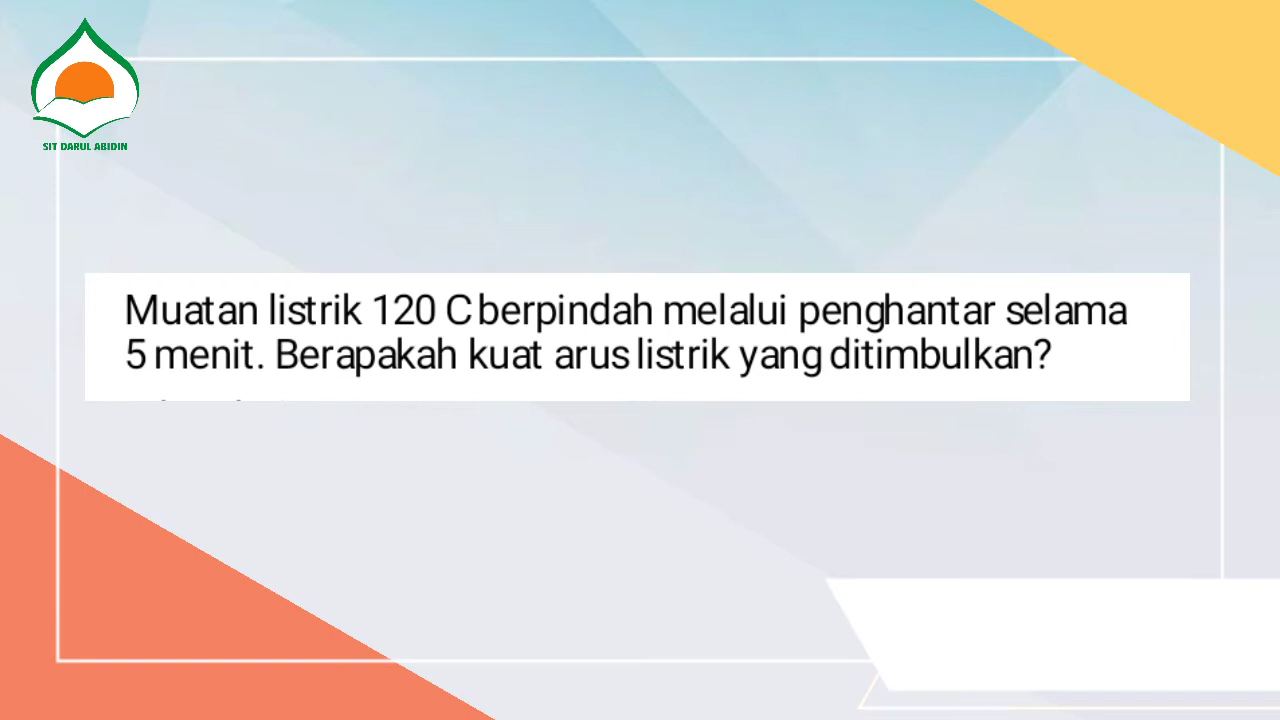 SIT DARUL ABIDIN
Muatan listrik 120 C berpindah melalui penghantar selama
5 menit. Berapakah kuat arus listrik yang ditimbulkan?